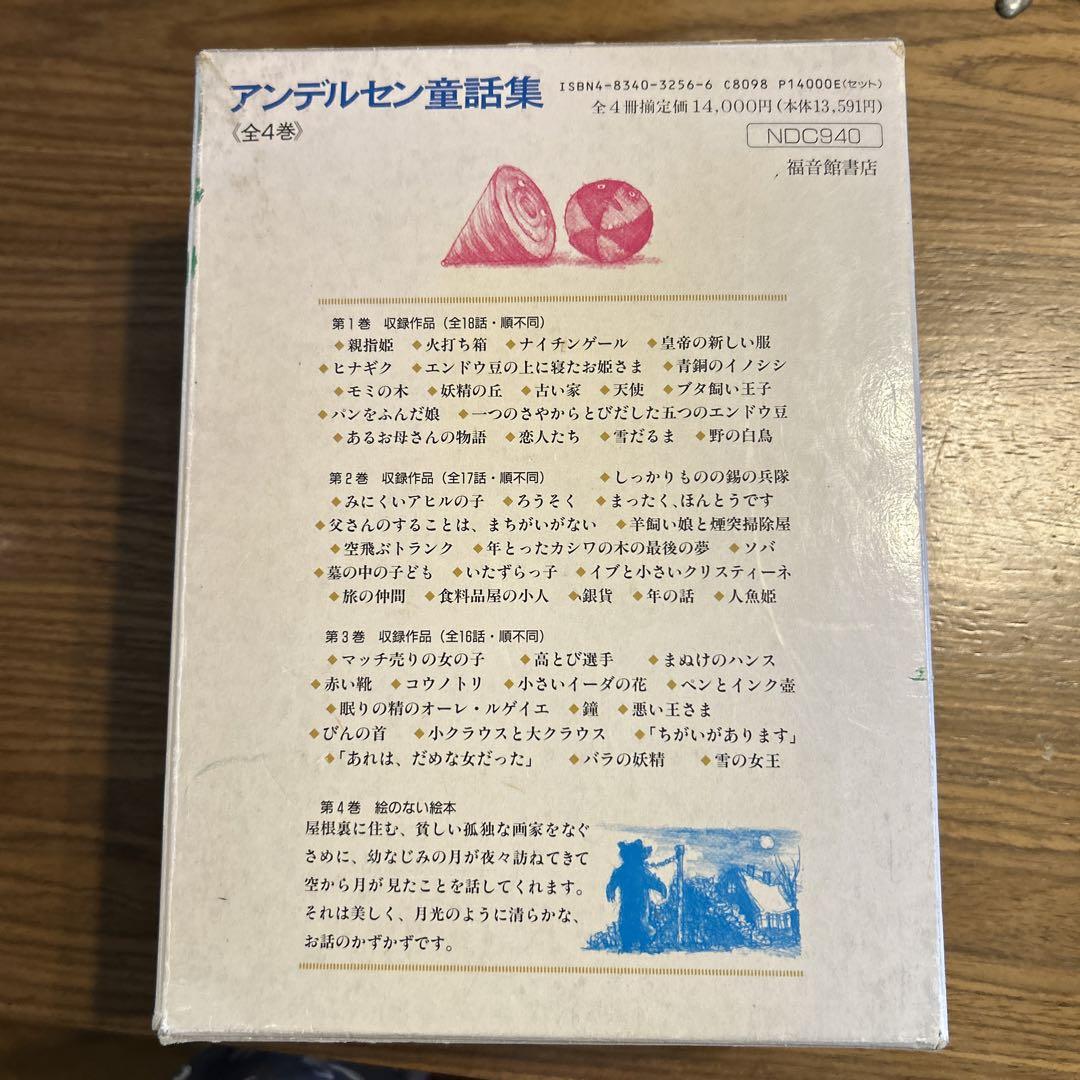 アンデルセン童話集
《全4巻》
ISBN4-8340-3256-6 C8098 P14000E(セット)
全4冊揃定価14,000円(本体13,591円)
NDC940
福音館書店
第1巻 収録作品(全18話・順不同)
◆親指姫 ◆火打ち箱 ◆ナイチンゲール ◆皇帝の新しい服
◆ヒナギク ◆エンドウ豆の上に寝たお姫さま ◆青銅のイノシシ
◆モミの木 ◆妖精の丘 ◆古い家 ◆天使 ◆ブタ飼い王子
◆パンをふんだ娘 ◆一つのさやからとびだした五つのエンドウ豆
◆あるお母さんの物語 ◆恋人たち ◆雪だるま ◆野の白鳥
第2巻 収録作品(全17話・順不同) ◆しっかりものの錫の兵隊
◆みにくいアヒルの子 ◆ろうそく ◆まったく、ほんとうです
◆父さんのすることは、まちがいがない ◆羊飼い娘と煙突掃除屋
◆空飛ぶトランク ◆年とったカシワの木の最後の夢 ◆ソバ
◆墓の中の子ども ◆いたずらっ子 ◆イブと小さいクリスティーネ
◆旅の仲間 ◆食料品屋の小人 ◆銀貨 ◆年の話 ◆人魚姫
第3巻 収録作品(全16話・順不同)
◆マッチ売りの女の子 ◆高とび選手 ◆まぬけのハンス
◆赤い靴 ◆コウノトリ ◆小さいイーダの花 ◆ペンとインク壺
◆眠りの精のオーレ・ルゲイエ ◆鐘 ◆悪い王さま
◆びんの首 ◆小クラウスと大クラウス ◆「ちがいがあります」
◆「あれは、だめな女だった」 ◆バラの妖精 ◆雪の女王
第4巻 絵のない絵本
屋根裏に住む、貧しい孤独な画家をなぐ
さめに、幼なじみの月が夜々訪ねてきて
空から月が見たことを話してくれます。
それは美しく、月光のように清らかな、
お話のかずかずです。